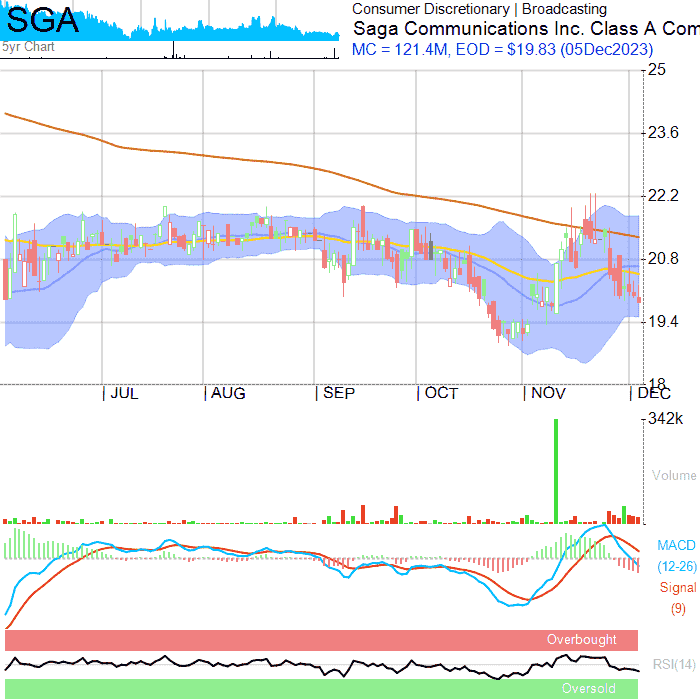 SGA
5yr Chart
Consumer Discretionary | Broadcasting
Saga Communications Inc. Class A Com
MC = 121.4M, EOD = $19.83 (05Dec2023)
25
23.6
22.2
20.8
19.4
18
JUL
AUG
SEP
OCT
NOV
DEC
342k
Volume
MACD
(12-26)
Signal
(9)
Overbought
RSI(14)
Oversold